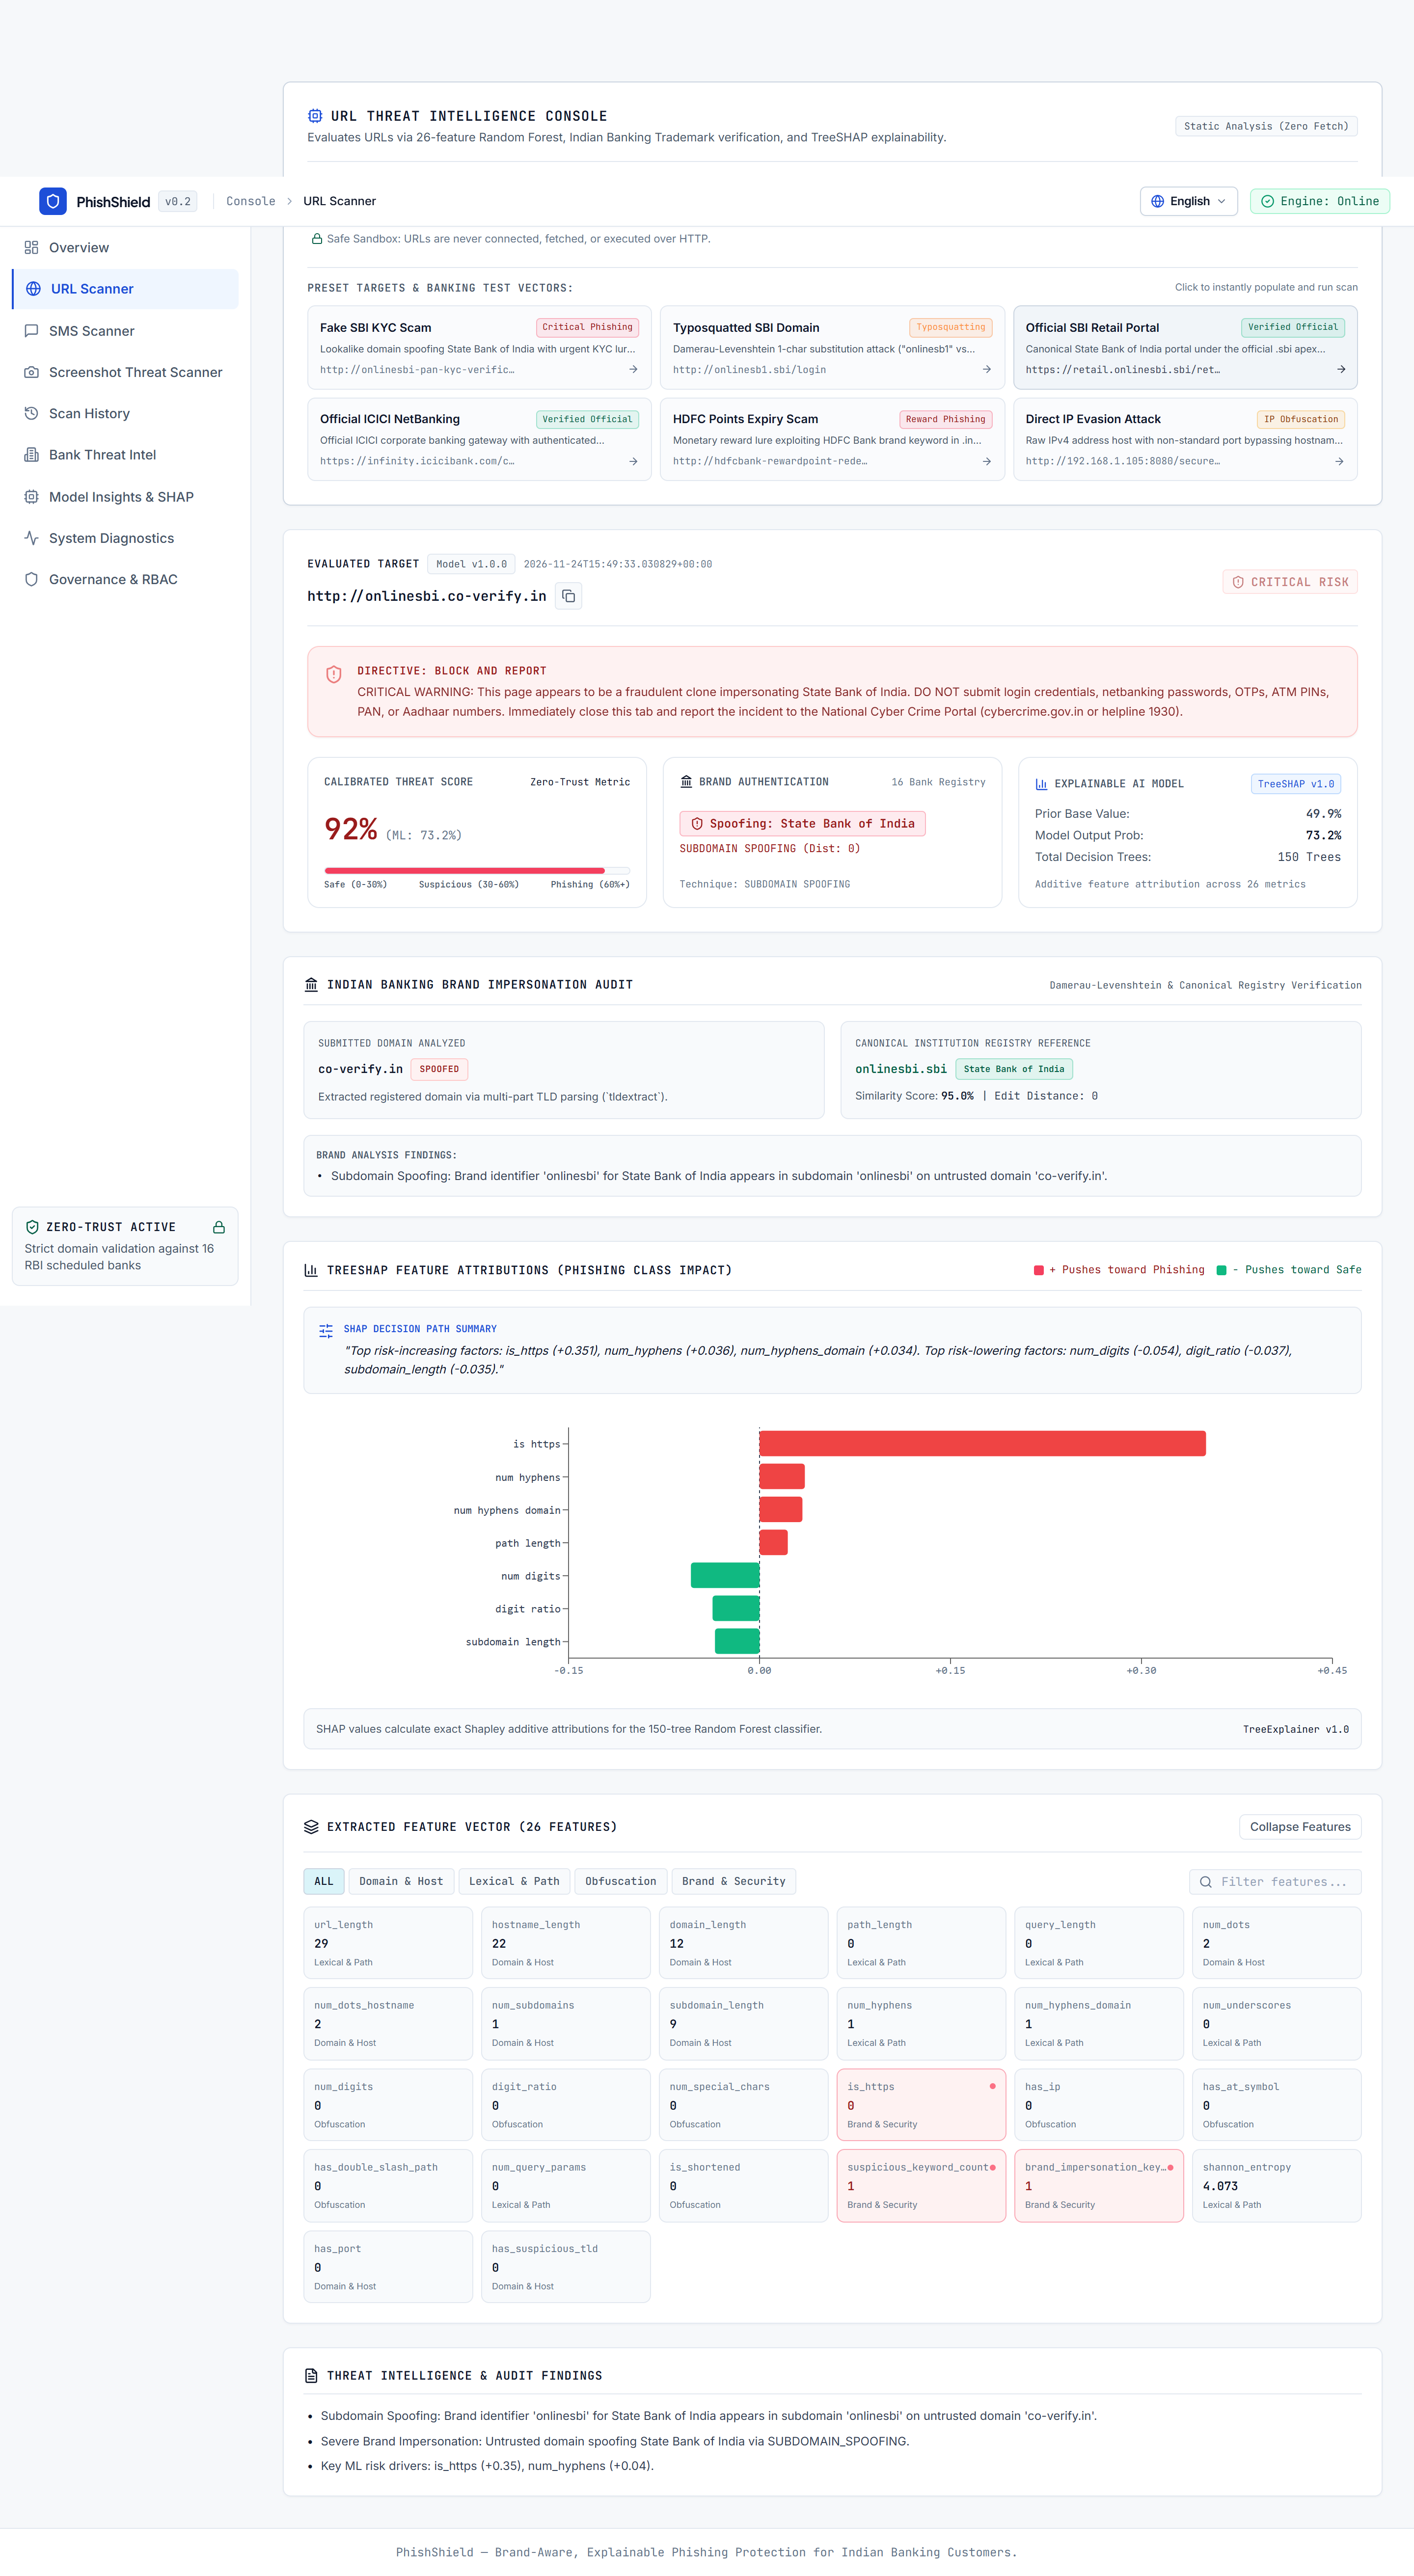 URL THREAT INTELLIGENCE CONSOLE
Evaluates URLs via 26-feature Random Forest, Indian Banking Trademark verification, and TreeSHAP explainability.
Static Analysis (Zero Fetch)
PhishShield
v0.2
Console
URL Scanner
English
Engine: Online
Overview
URL Scanner
SMS Scanner
Screenshot Threat Scanner
Scan History
Bank Threat Intel
Model Insights & SHAP
System Diagnostics
Governance & RBAC
ZERO-TRUST ACTIVE
Strict domain validation against 16
RBI scheduled banks
Safe Sandbox: URLs are never connected, fetched, or executed over HTTP.
PRESET TARGETS & BANKING TEST VECTORS:
Click to instantly populate and run scan
Fake SBI KYC Scam
Critical Phishing
Lookalike domain spoofing State Bank of India with urgent KYC lur...
http://onlinesbi-pan-kyc-verific…
Typosquatted SBI Domain
Typosquatting
Damerau-Levenshtein 1-char substitution attack ("onlinesb1" vs...
http://onlinesb1.sbi/login
Official SBI Retail Portal
Verified Official
Canonical State Bank of India portal under the official .sbi apex...
https://retail.onlinesbi.sbi/ret…
Official ICICI NetBanking
Verified Official
Official ICICI corporate banking gateway with authenticated...
https://infinity.icicibank.com/c…
HDFC Points Expiry Scam
Reward Phishing
Monetary reward lure exploiting HDFC Bank brand keyword in .in...
http://hdfcbank-rewardpoint-rede…
Direct IP Evasion Attack
IP Obfuscation
Raw IPv4 address host with non-standard port bypassing hostnam...
http://192.168.1.105:8080/secure…
EVALUATED TARGET
Model v1.0.0
2026-11-24T15:49:33.030829+00:00
http://onlinesbi.co-verify.in
CRITICAL RISK
DIRECTIVE: BLOCK AND REPORT
CRITICAL WARNING: This page appears to be a fraudulent clone impersonating State Bank of India. DO NOT submit login credentials, netbanking passwords, OTPs, ATM PINs,
PAN, or Aadhaar numbers. Immediately close this tab and report the incident to the National Cyber Crime Portal (cybercrime.gov.in or helpline 1930).
CALIBRATED THREAT SCORE
Zero-Trust Metric
92% (ML: 73.2%)
Safe (0-30%)
Suspicious (30-60%)
Phishing (60%+)
BRAND AUTHENTICATION
16 Bank Registry
Spoofing: State Bank of India
SUBDOMAIN SPOOFING (Dist: 0)
Technique: SUBDOMAIN SPOOFING
EXPLAINABLE AI MODEL
TreeSHAP v1.0
Prior Base Value: 49.9%
Model Output Prob: 73.2%
Total Decision Trees: 150 Trees
Additive feature attribution across 26 metrics
INDIAN BANKING BRAND IMPERSONATION AUDIT
Damerau-Levenshtein & Canonical Registry Verification
SUBMITTED DOMAIN ANALYZED
co-verify.in
SPOOFED
Extracted registered domain via multi-part TLD parsing (`tldextract`).
CANONICAL INSTITUTION REGISTRY REFERENCE
onlinesbi.sbi
State Bank of India
Similarity Score: 95.0% | Edit Distance: 0
BRAND ANALYSIS FINDINGS:
• Subdomain Spoofing: Brand identifier 'onlinesbi' for State Bank of India appears in subdomain 'onlinesbi' on untrusted domain 'co-verify.in'.
TREESHAP FEATURE ATTRIBUTIONS (PHISHING CLASS IMPACT)
+ Pushes toward Phishing
- Pushes toward Safe
SHAP DECISION PATH SUMMARY
"Top risk-increasing factors: is_https (+0.351), num_hyphens (+0.036), num_hyphens_domain (+0.034). Top risk-lowering factors: num_digits (-0.054), digit_ratio (-0.037),
subdomain_length (-0.035)."
is https
num hyphens
num hyphens domain
path length
num digits
digit ratio
subdomain length
-0.15
0.00
+0.15
+0.30
+0.45
SHAP values calculate exact Shapley additive attributions for the 150-tree Random Forest classifier.
TreeExplainer v1.0
EXTRACTED FEATURE VECTOR (26 FEATURES)
Collapse Features
ALL
Domain & Host
Lexical & Path
Obfuscation
Brand & Security
Filter features...
url_length
29
Lexical & Path
hostname_length
22
Domain & Host
domain_length
12
Domain & Host
path_length
0
Lexical & Path
query_length
0
Lexical & Path
num_dots
2
Domain & Host
num_dots_hostname
2
Domain & Host
num_subdomains
1
Domain & Host
subdomain_length
9
Domain & Host
num_hyphens
1
Lexical & Path
num_hyphens_domain
1
Lexical & Path
num_underscores
0
Lexical & Path
num_digits
0
Obfuscation
digit_ratio
0
Obfuscation
num_special_chars
0
Obfuscation
is_https
0
Brand & Security
has_ip
0
Obfuscation
has_at_symbol
0
Obfuscation
has_double_slash_path
0
Obfuscation
num_query_params
0
Lexical & Path
is_shortened
0
Obfuscation
suspicious_keyword_count
1
Brand & Security
brand_impersonation_key…
1
Brand & Security
shannon_entropy
4.073
Lexical & Path
has_port
0
Domain & Host
has_suspicious_tld
0
Domain & Host
THREAT INTELLIGENCE & AUDIT FINDINGS
• Subdomain Spoofing: Brand identifier 'onlinesbi' for State Bank of India appears in subdomain 'onlinesbi' on untrusted domain 'co-verify.in'.
• Severe Brand Impersonation: Untrusted domain spoofing State Bank of India via SUBDOMAIN_SPOOFING.
• Key ML risk drivers: is_https (+0.35), num_hyphens (+0.04).
PhishShield — Brand-Aware, Explainable Phishing Protection for Indian Banking Customers.